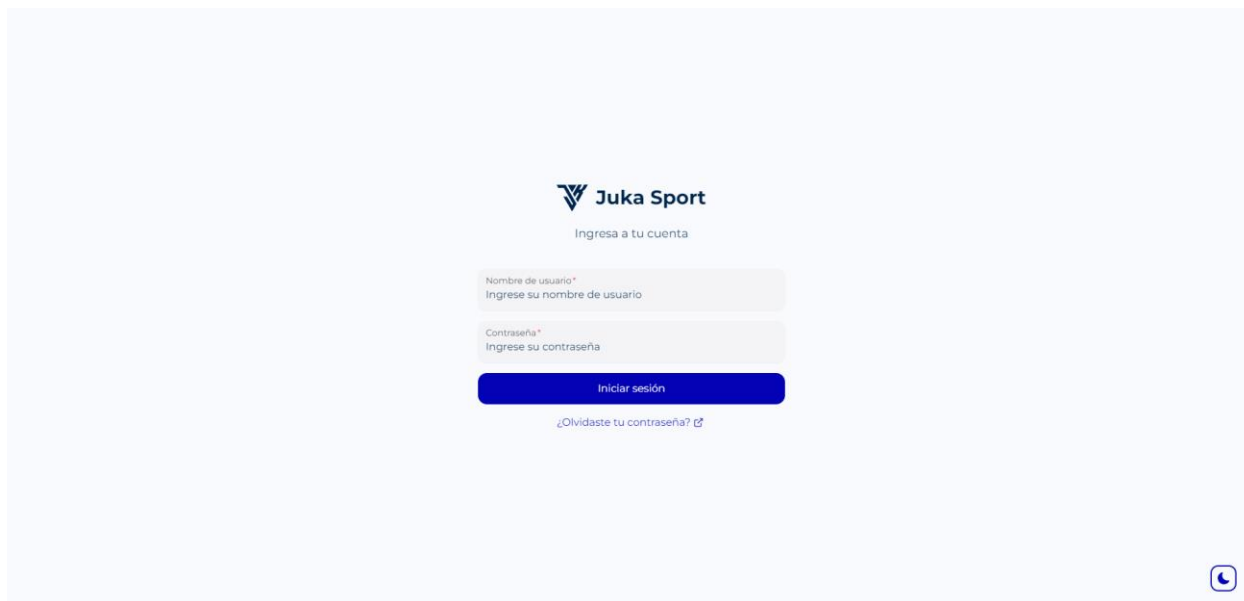 Juka Sport
Ingresa a tu cuenta
Nombre de usuario*
Ingrese su nombre de usuario
Contraseña*
Ingrese su contraseña
Iniciar sesión
¿Olvidaste tu contraseña?